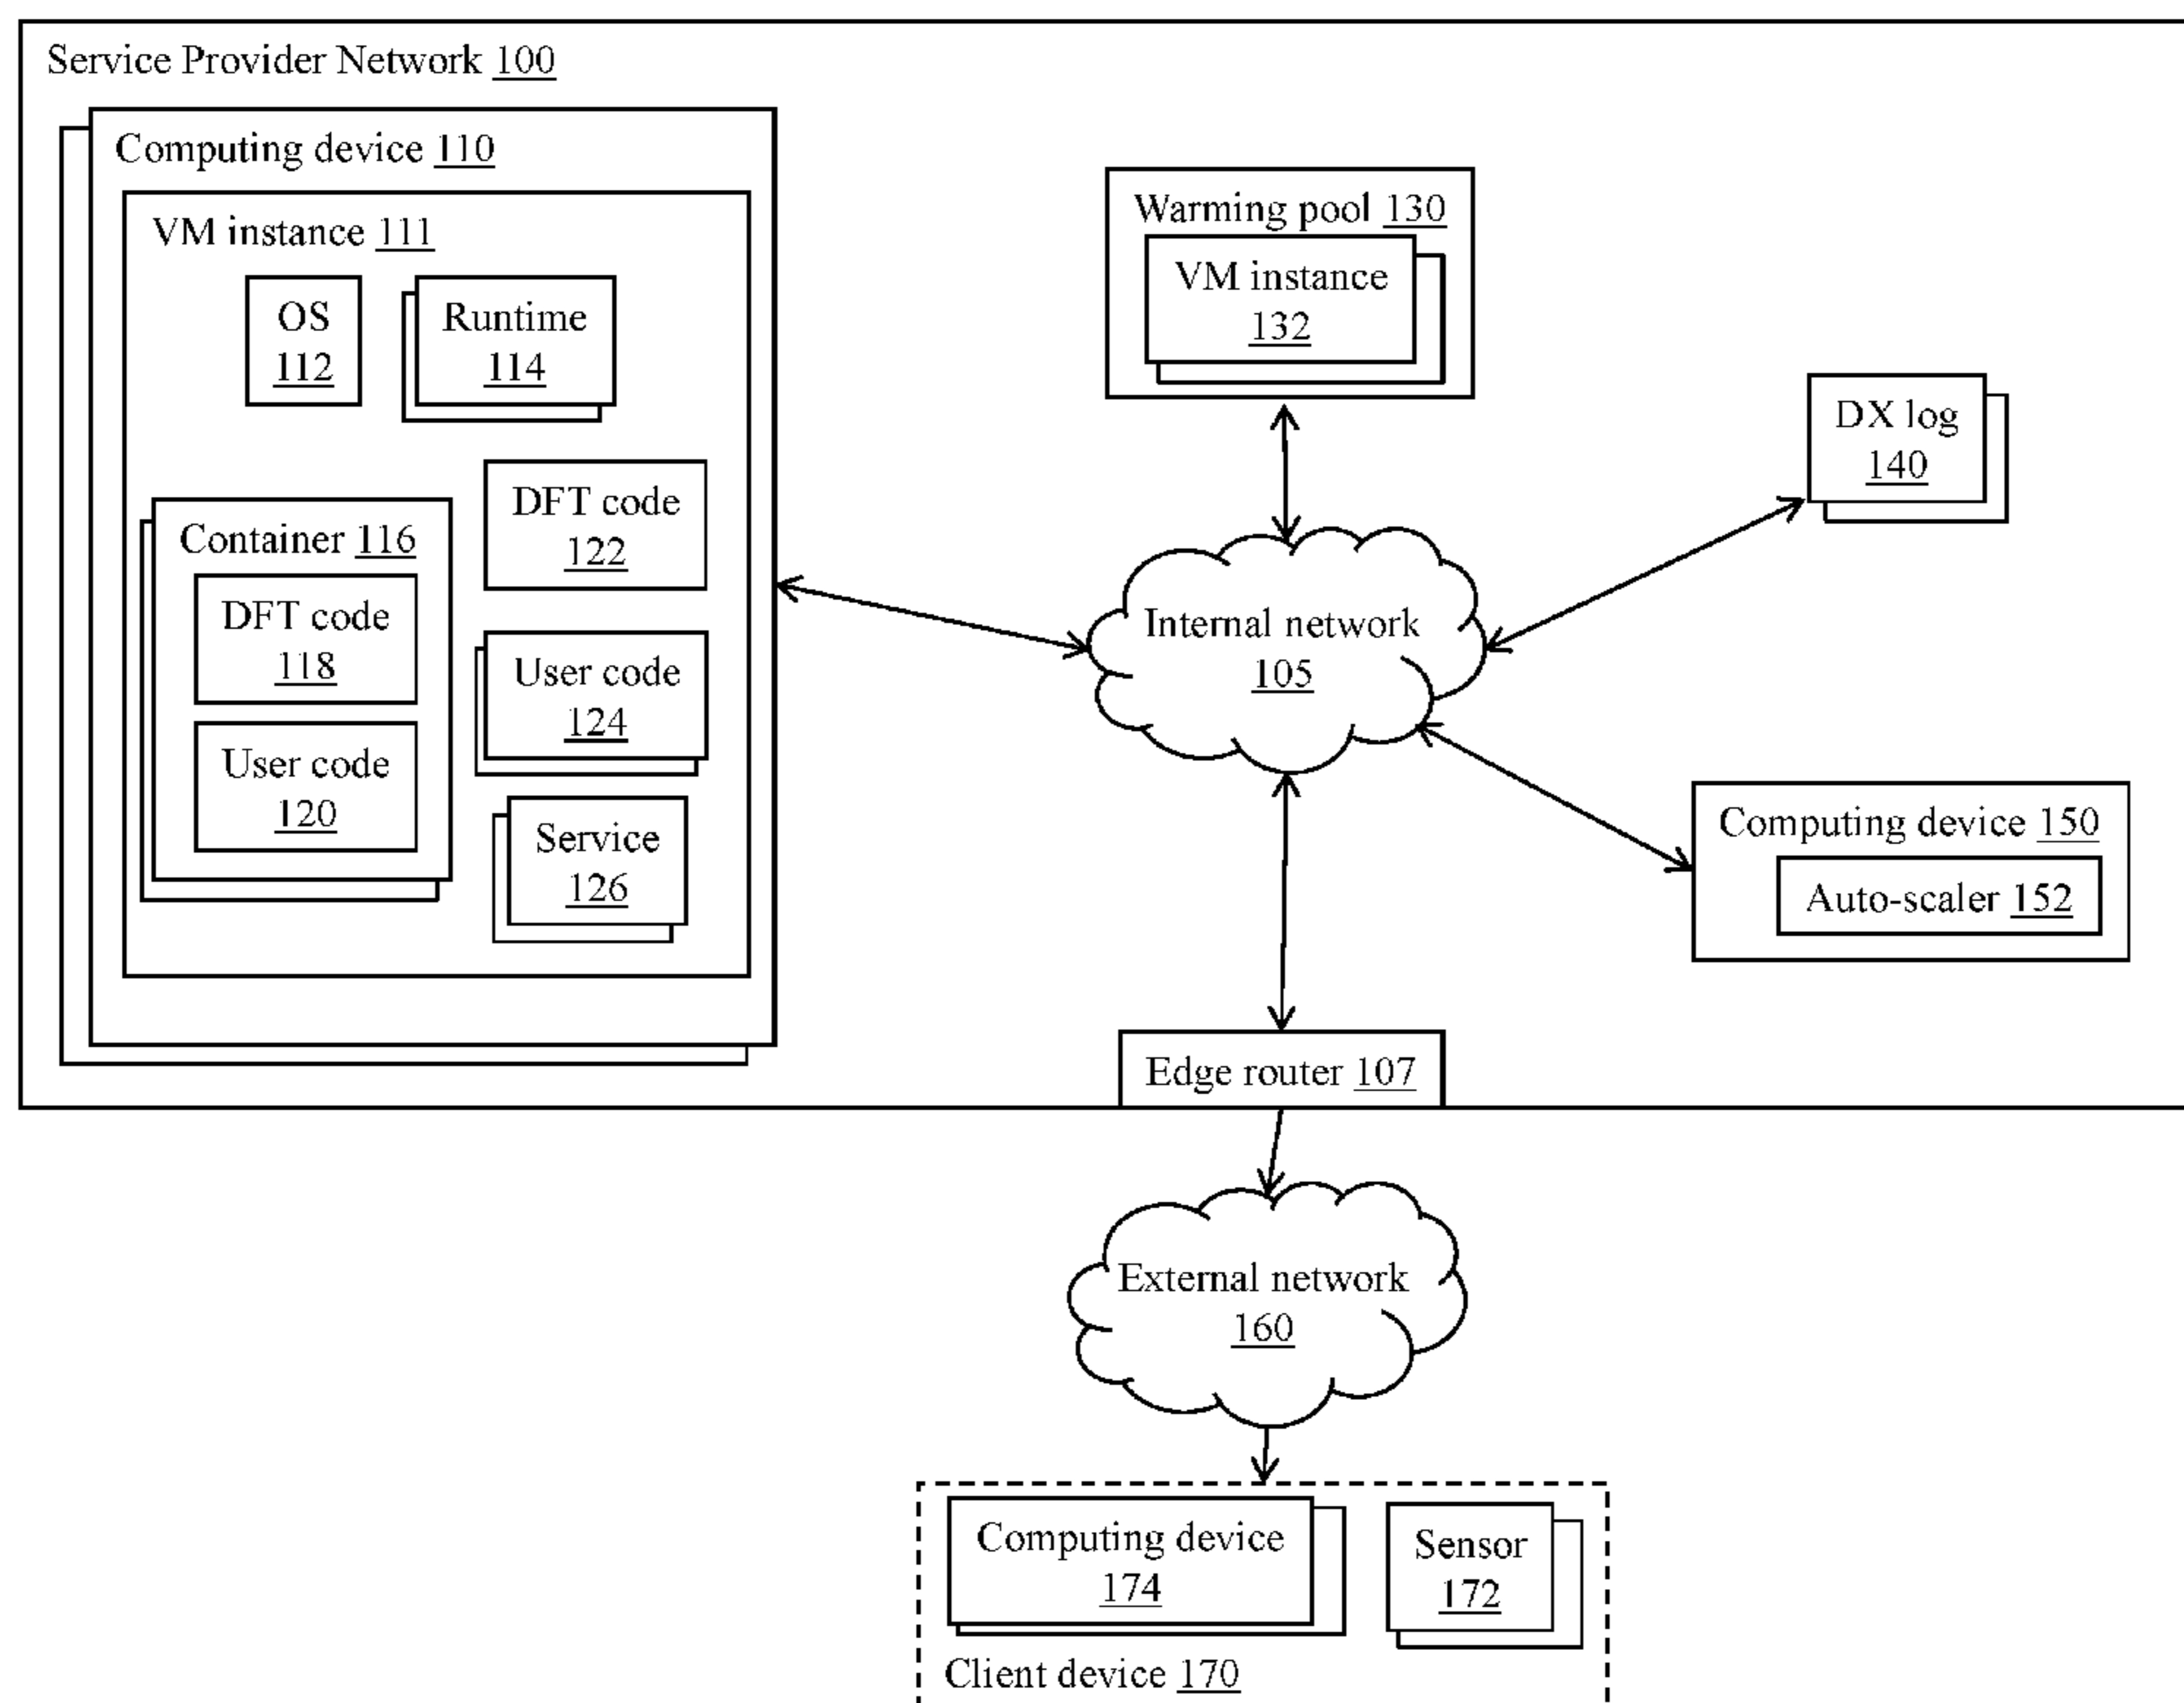 Service Provider Network 100
Computing device 110
VM instance 111
OS
112
Runtime
114
Container 116
DFT code
118
User code
120
DFT code
122
User code
124
Service
126
Warming pool 130
VM instance
132
DX log
140
Internal network
105
Computing device 150
Auto-scaler 152
Edge router 107
External network
160
Computing device
174
Sensor
172
Client device 170